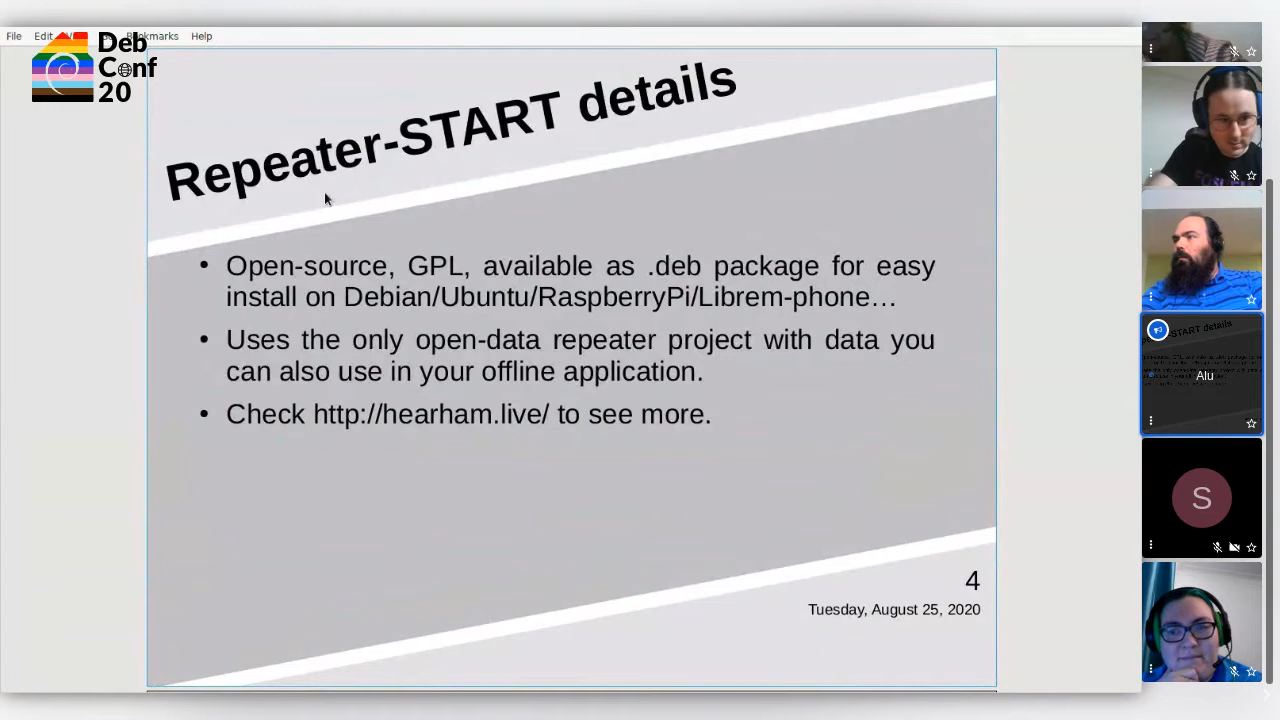 File Edit Bookmarks Help
Deb
Conf
20
Repeater-START details
• Open-source, GPL, available as .deb package for easy
install on Debian/Ubuntu/RaspberryPi/Librem-phone…
• Uses the only open-data repeater project with data you
can also use in your offline application.
• Check http://hearham.live/ to see more.
4
Tuesday, August 25, 2020
START details
Alu
S